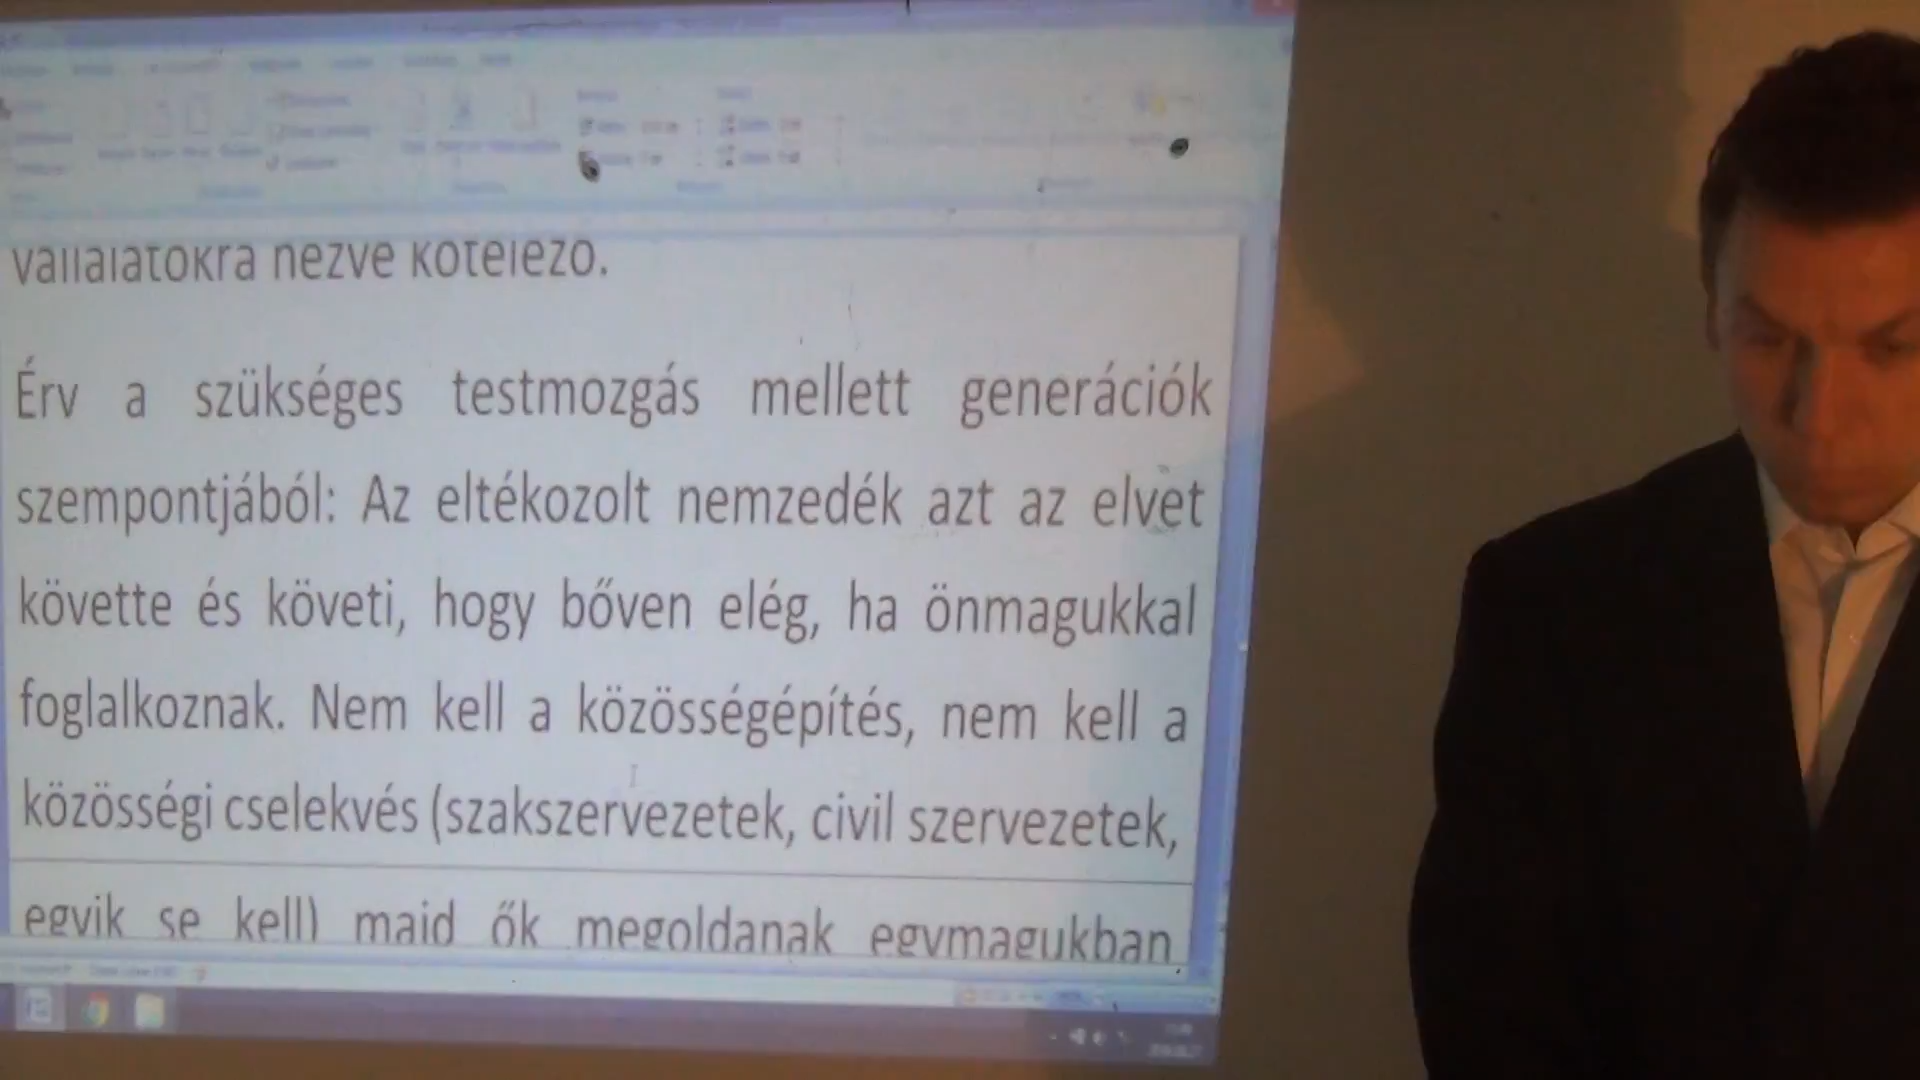 vállalatokra nézve kötelező.
Érv a szükséges testmozgás mellett generációk
szempontjából: Az eltékozolt nemzedék azt az elvet
követte és követi, hogy bőven elég, ha önmagukkal
foglalkoznak. Nem kell a közösségépítés, nem kell a
közösségi cselekvés (szakszervezetek, civil szervezetek,
egyik se kell) majd ők megoldanak egymagukban